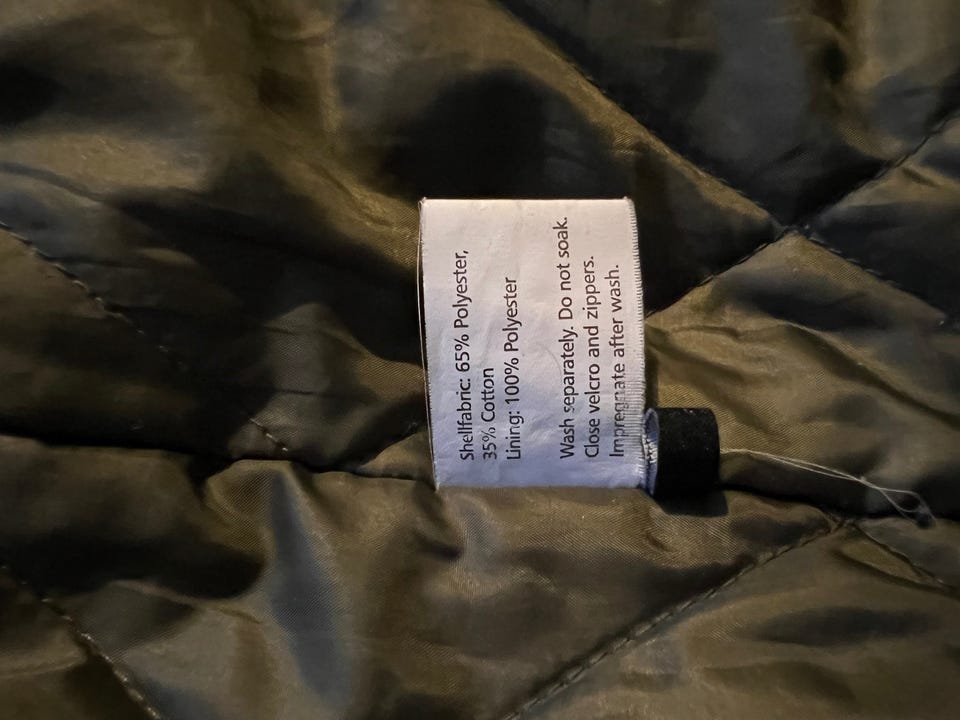 Shellfabric: 65% Polyester,
35% Cotton
Lining: 100% Polyester
Wash separately. Do not soak.
Close velcro and zippers.
Impregnate after wash.